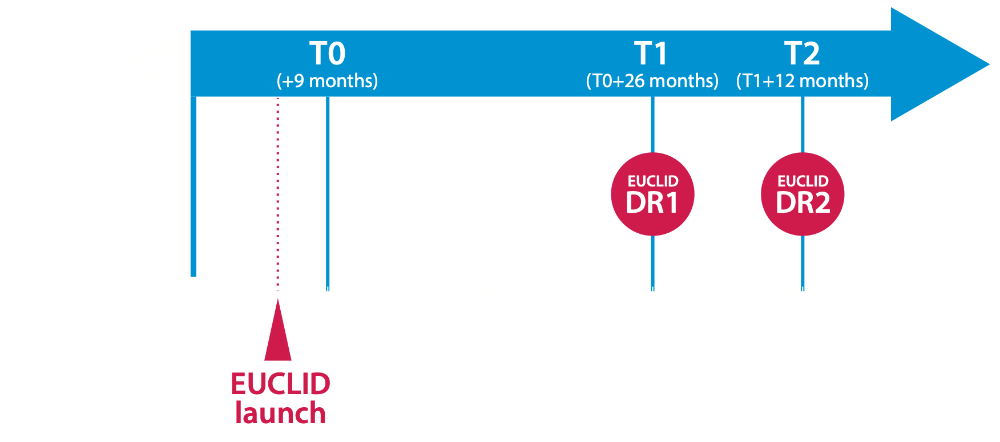 T0
(+9 months)
T1
(T0+26 months)
T2
(T1+12 months)
EUCLID
DR1
EUCLID
DR2
EUCLID
launch